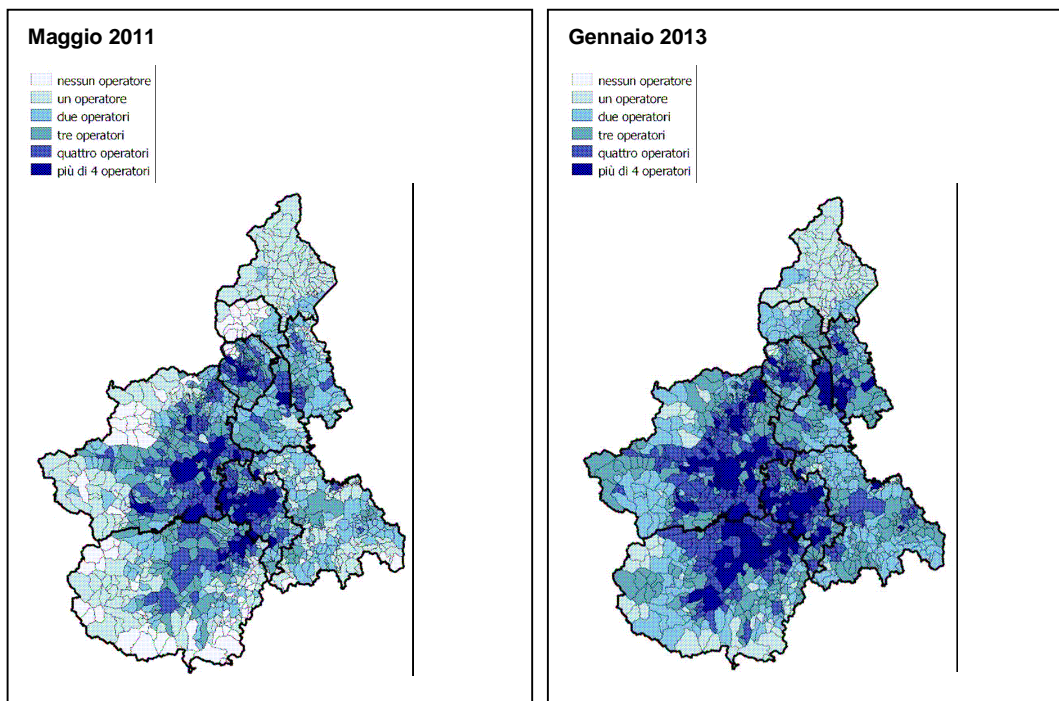 Maggio 2011
nessun operatore
un operatore
due operatori
tre operatori
quattro operatori
più di 4 operatori
Gennaio 2013
nessun operatore
un operatore
due operatori
tre operatori
quattro operatori
più di 4 operatori